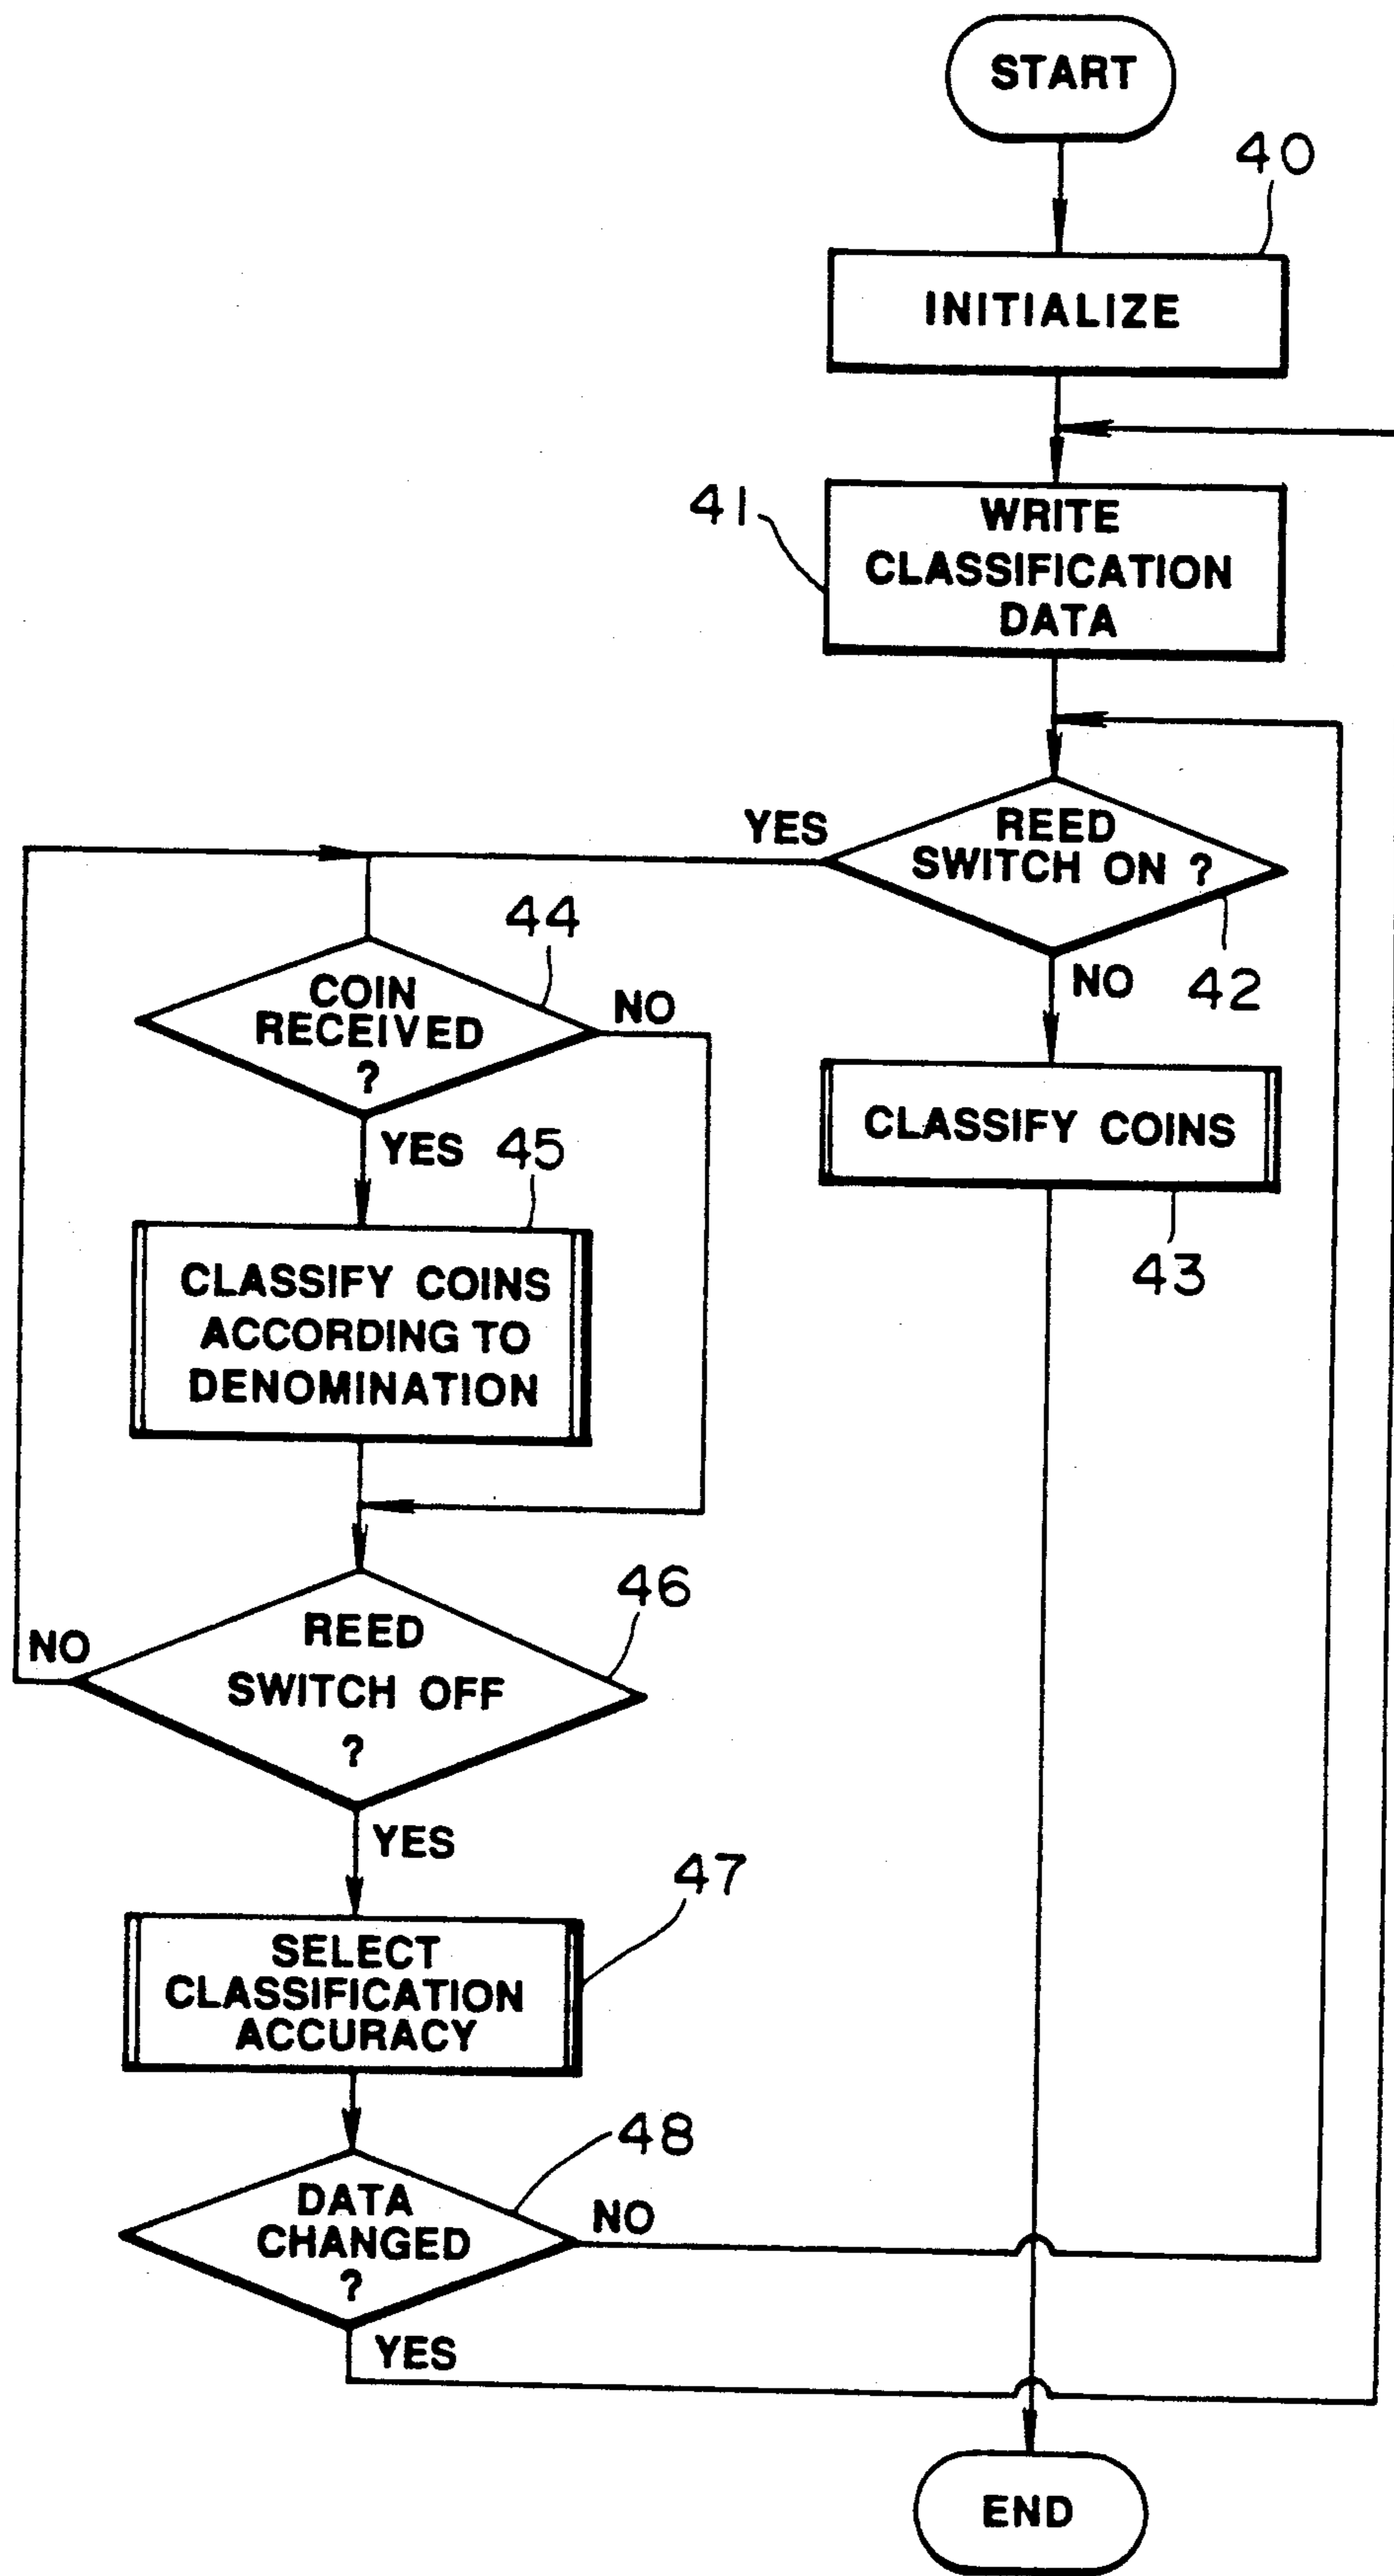 START
40
INITIALIZE
41
WRITE
CLASSIFICATION
DATA
YES
REED
SWITCH ON ?
42
NO
44
COIN
RECEIVED
?
NO
YES
45
CLASSIFY COINS
43
CLASSIFY COINS
ACCORDING TO
DENOMINATION
46
REED
SWITCH OFF
?
NO
YES
47
SELECT
CLASSIFICATION
ACCURACY
48
DATA
CHANGED
?
NO
YES
END